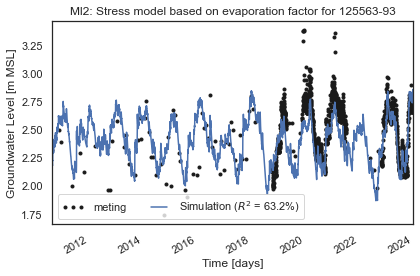 MI2: Stress model based on evaporation factor for 125563-93
Groundwater Level [m MSL]
3.25
3.00
2.75
2.50
2.25
2.00
1.75
meting
Simulation (R² = 63.2%)
2012
2014
2016
2018
2020
2022
2024
Time [days]